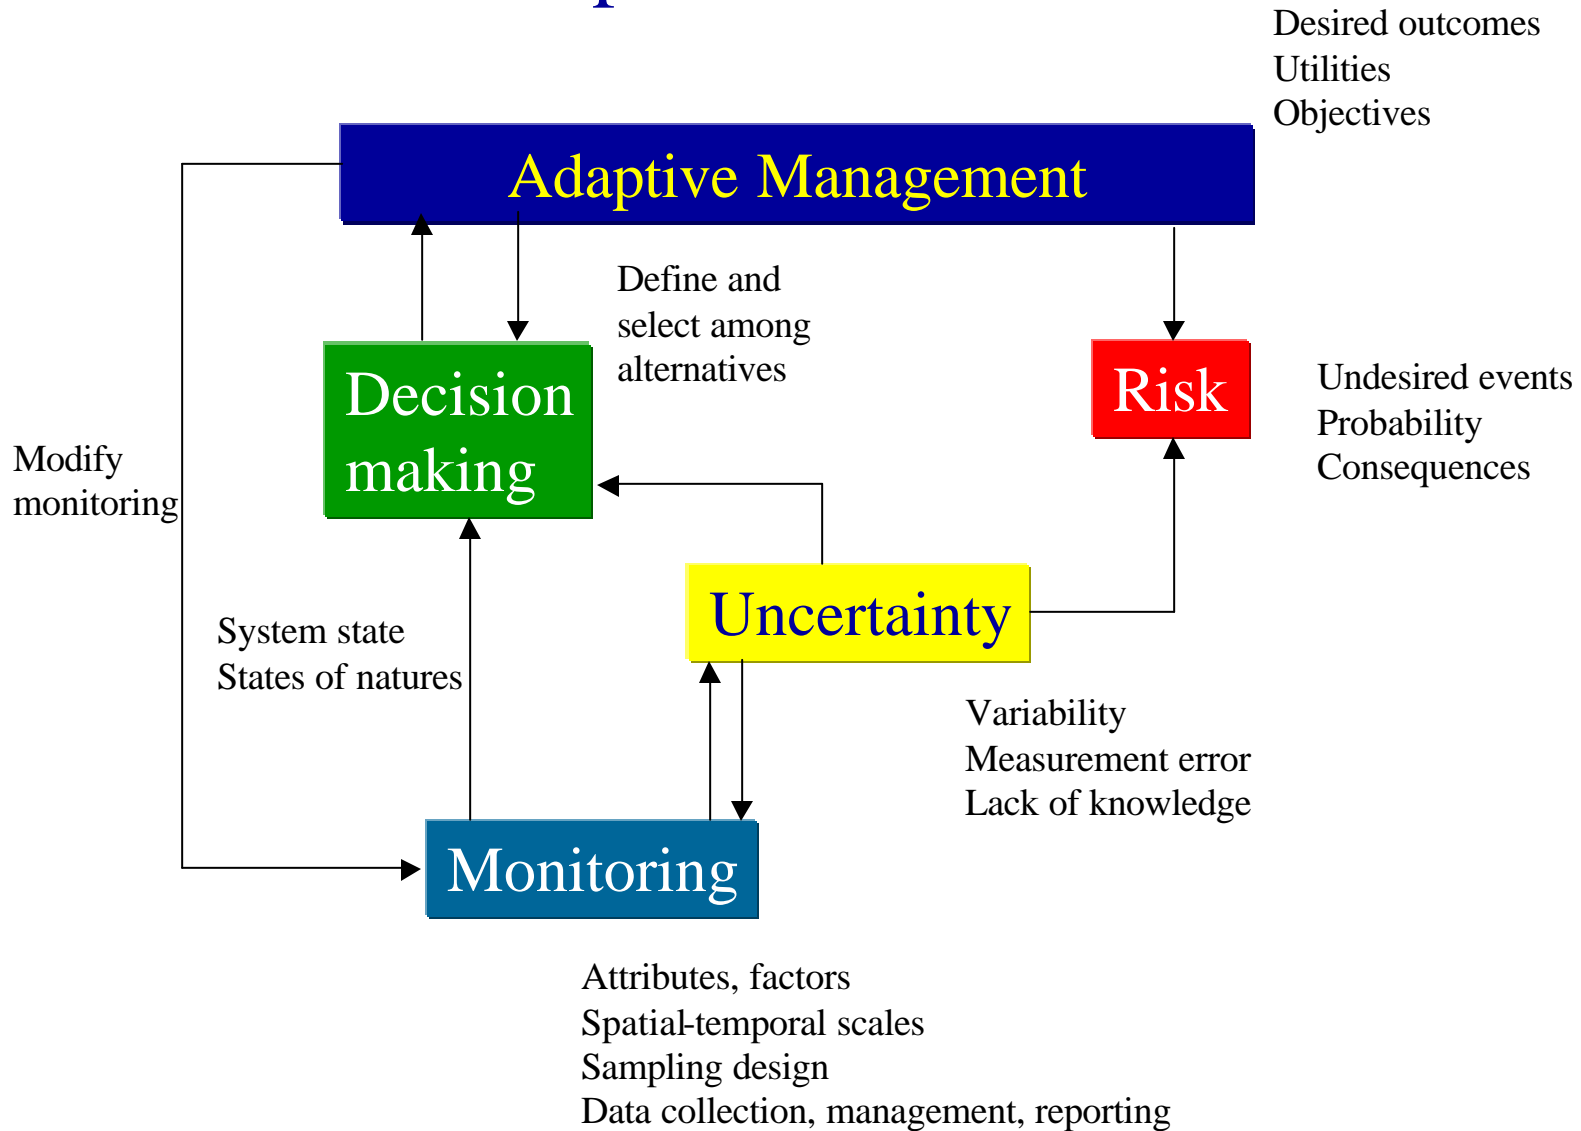 Desired outcomes
Utilities
Objectives
Adaptive Management
Define and
select among
alternatives
Decision
making
Risk
Undesired events
Probability
Consequences
Modify
monitoring
Uncertainty
System state
States of natures
Variability
Measurement error
Lack of knowledge
Monitoring
Attributes, factors
Spatial-temporal scales
Sampling design
Data collection, management, reporting